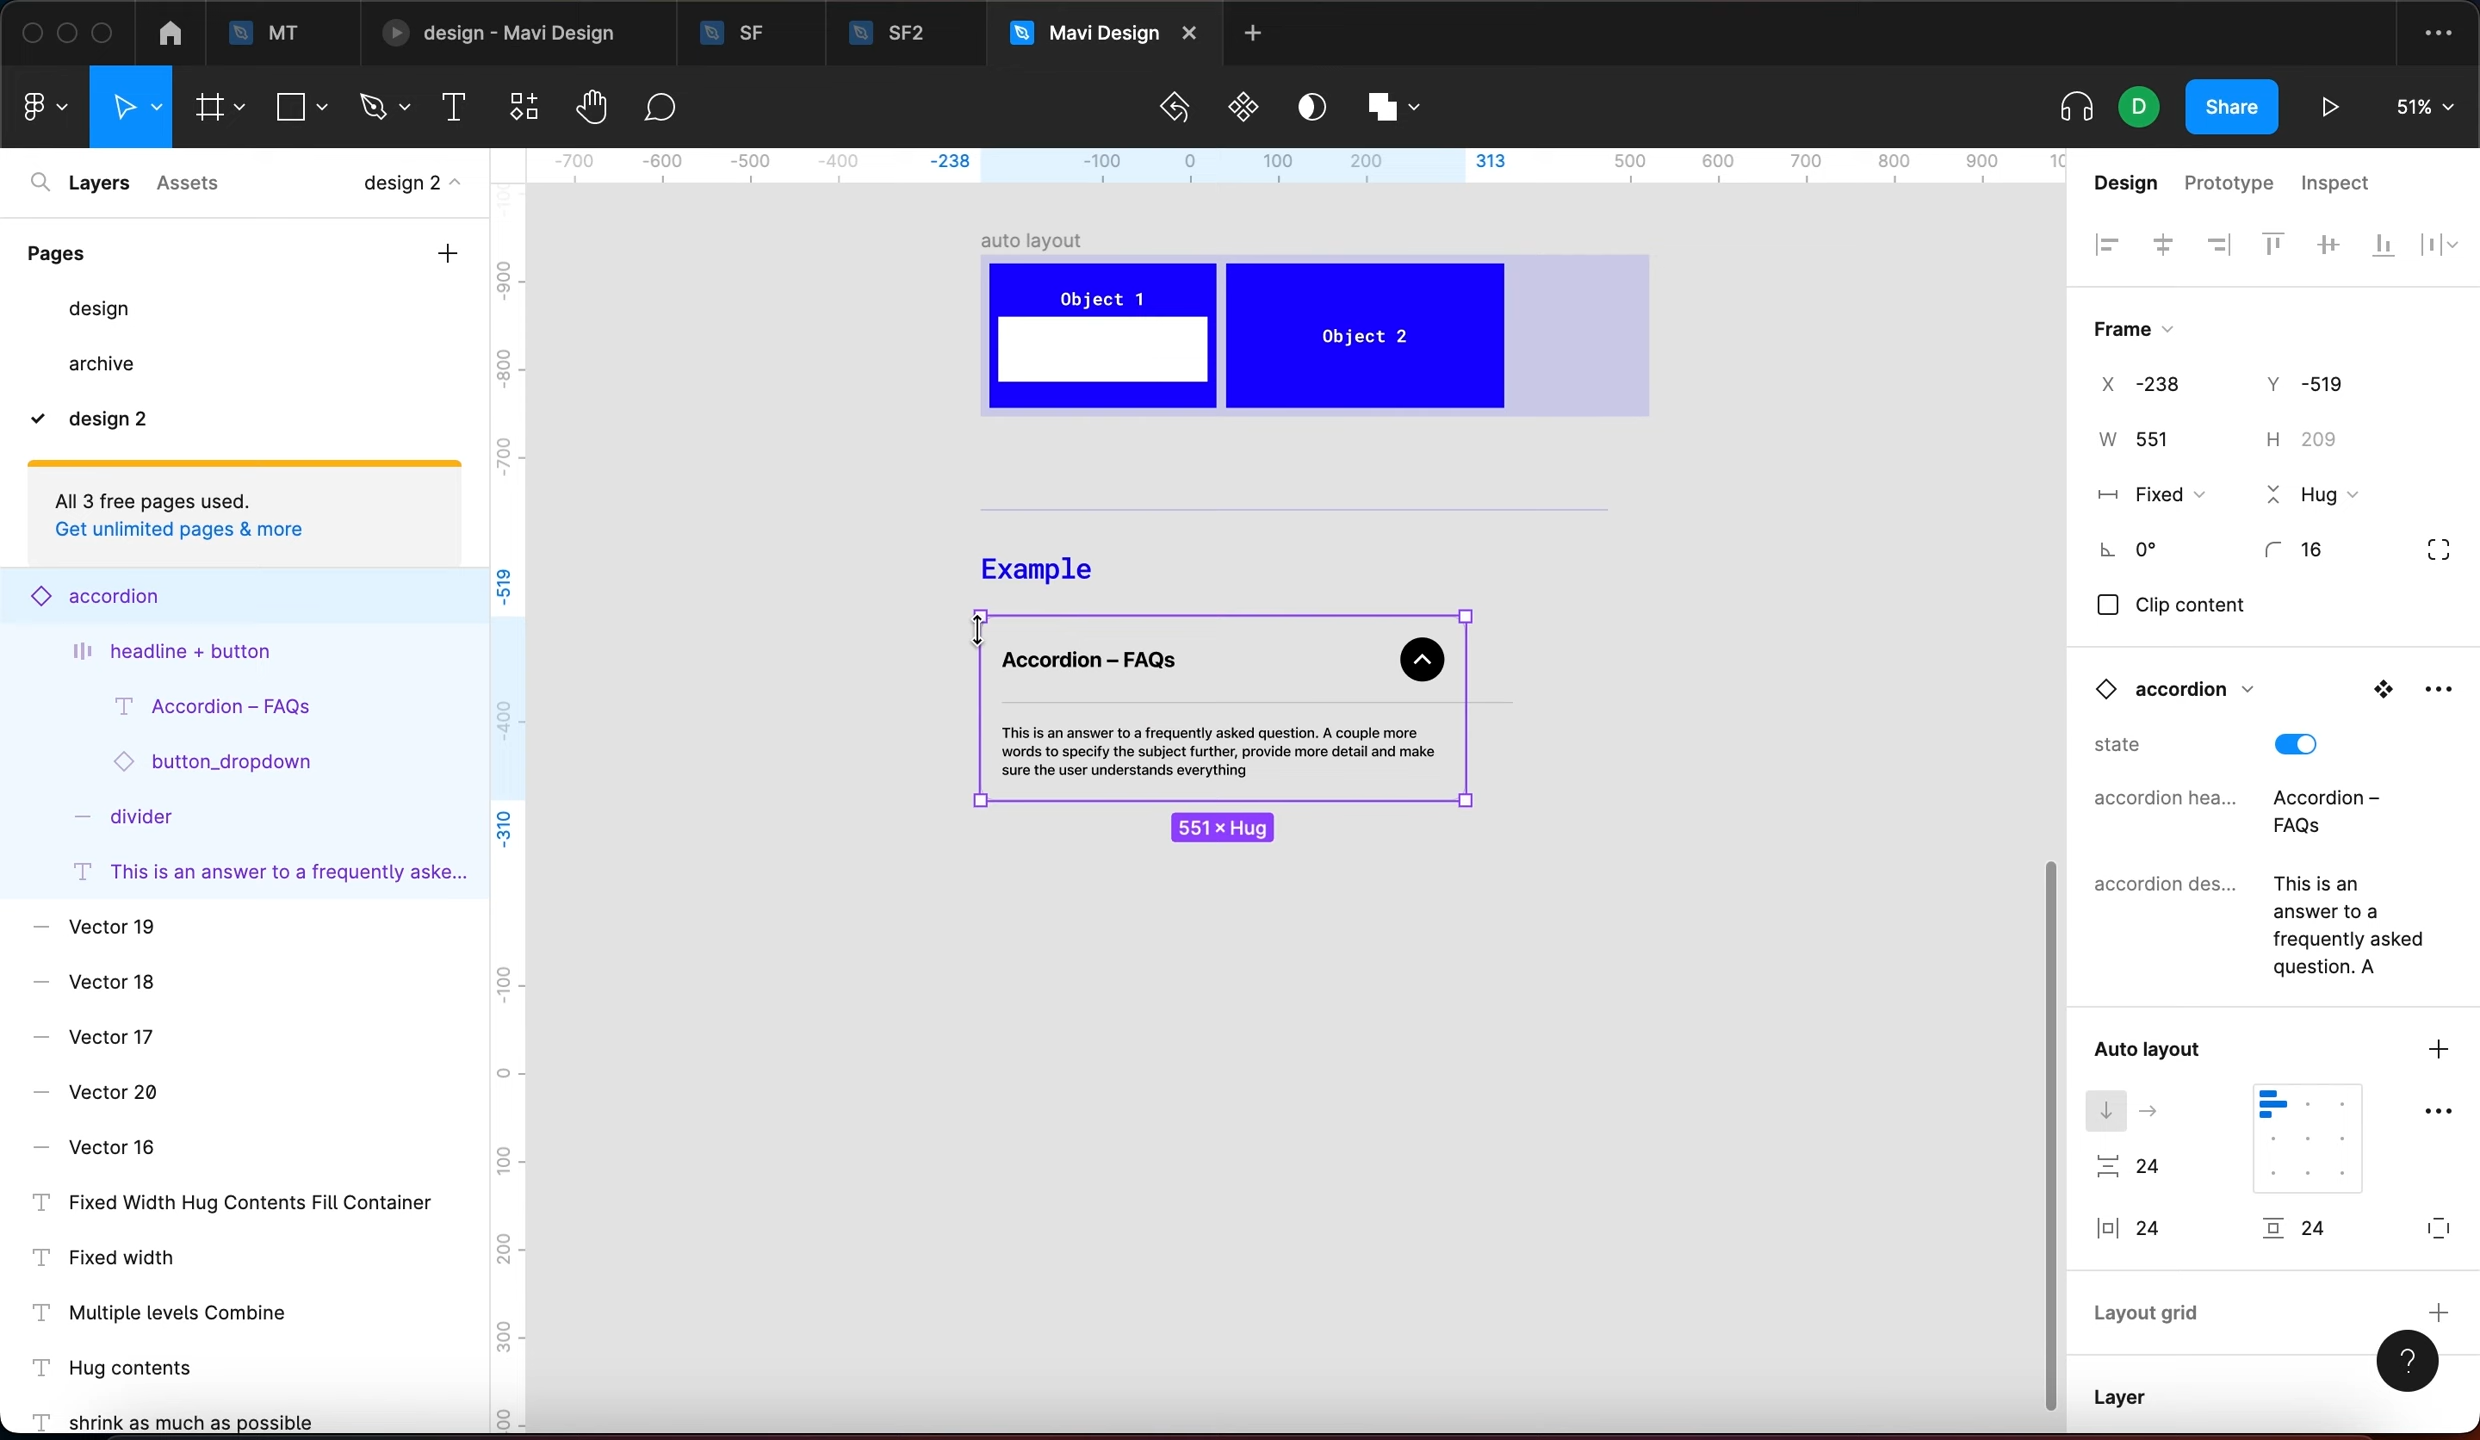 MT
design - Mavi Design
SF
SF2
Mavi Design
D
Share
51%
Layers
Assets
design 2
Pages
design
archive
design 2
All 3 free pages used.
Get unlimited pages & more
accordion
headline + button
Accordion – FAQs
button_dropdown
divider
This is an answer to a frequently aske...
Vector 19
Vector 18
Vector 17
Vector 20
Vector 16
Fixed Width Hug Contents Fill Container
Fixed width
Multiple levels Combine
Hug contents
shrink as much as possible
-700 -600 -500 -400 -238 -100 0 100 200 313 500 600 700 800 900
-900
-800
-700
-519
-400
-310
-100
0
100
200
300
auto layout
Object 1
Object 2
Example
Accordion – FAQs
This is an answer to a frequently asked question. A couple more
words to specify the subject further, provide more detail and make
sure the user understands everything
551 × Hug
Design
Prototype
Inspect
Frame
X -238
Y -519
W 551
H 209
Fixed
Hug
0°
16
Clip content
accordion
state
accordion hea...
Accordion –
FAQs
accordion des...
This is an
answer to a
frequently asked
question. A
Auto layout
24
24
24
Layout grid
?
Layer